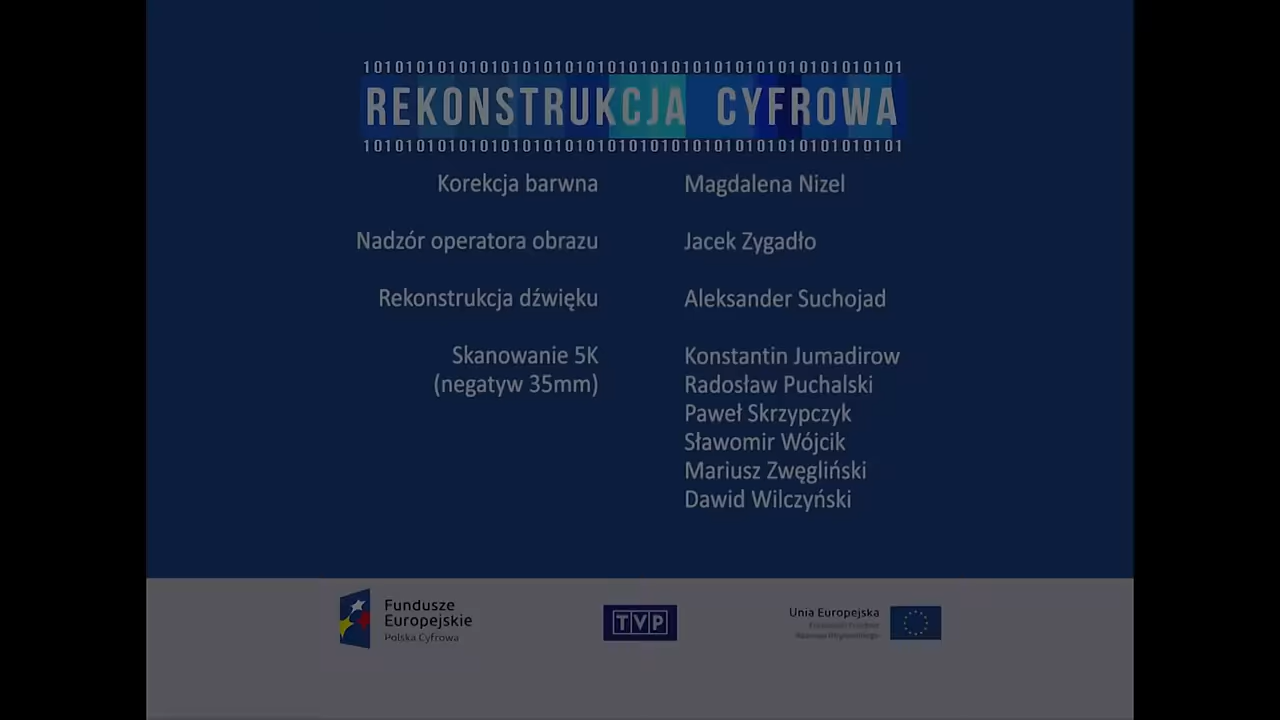 1010101010101010101010101010101010101010101010101
REKONSTRUKCJA CYFROWA
1010101010101010101010101010101010101010101010101
Korekcja barwna Magdalena Nizel
Nadzór operatora obrazu Jacek Zygadło
Rekonstrukcja dźwięku Aleksander Suchojad
Skanowanie 5K Konstantin Jumadirow
(negatyw 35mm) Radosław Puchalski
Paweł Skrzypczyk
Sławomir Wójcik
Mariusz Zwęgliński
Dawid Wilczyński
Fundusze
Europejskie
Polska Cyfrowa
TVP
Unia Europejska